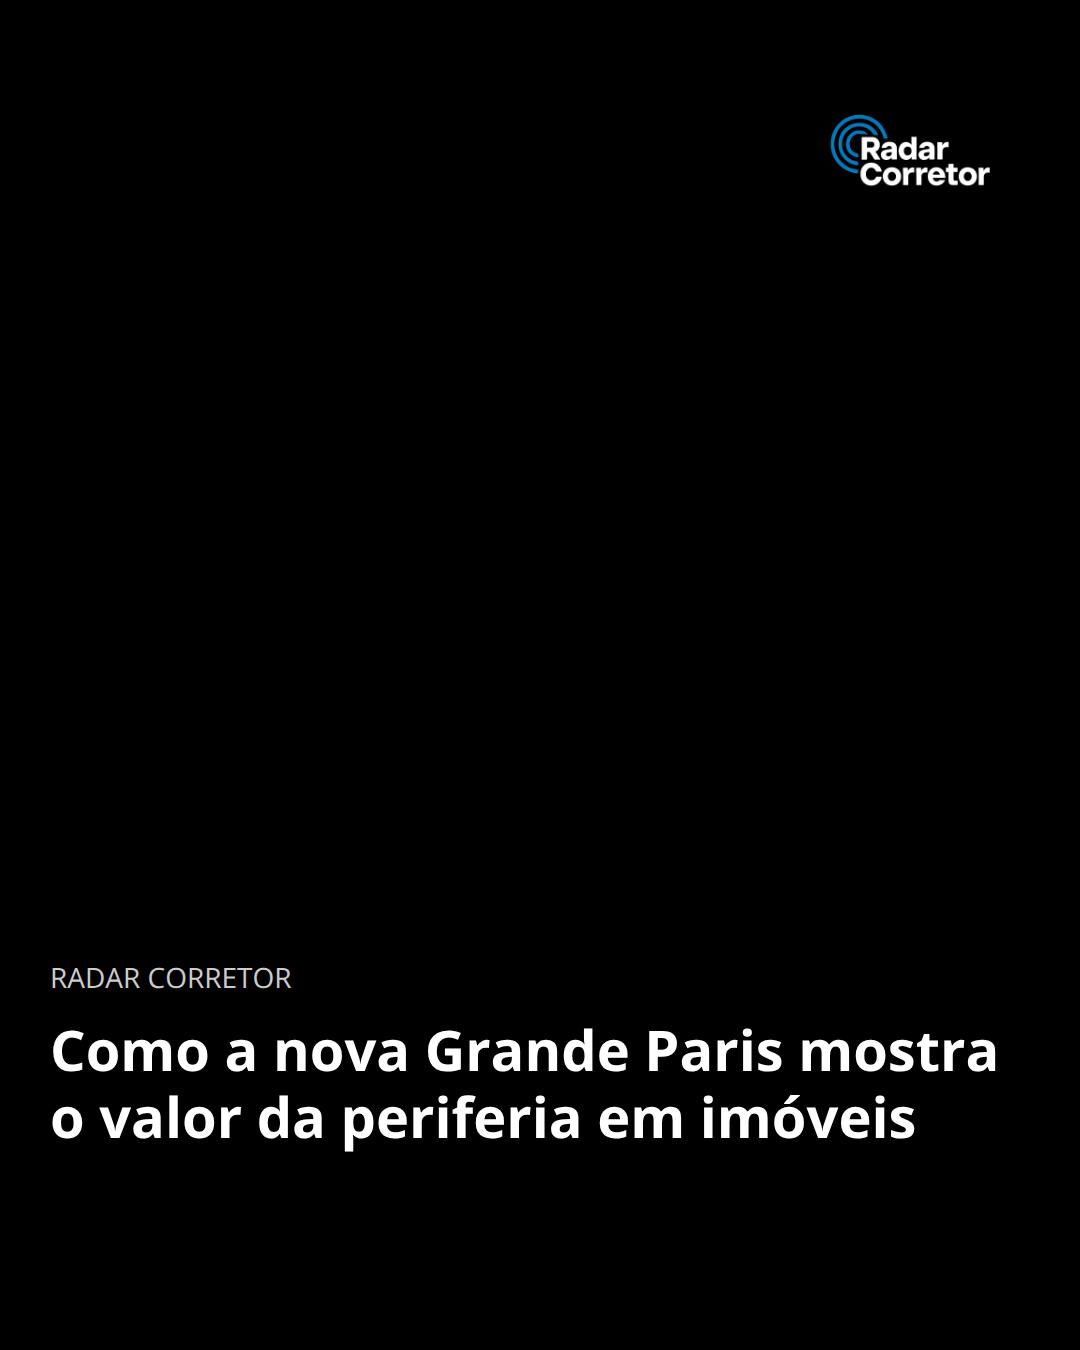 Radar
Corretor
RADAR CORRETOR
Como a nova Grande Paris mostra
o valor da periferia em imóveis